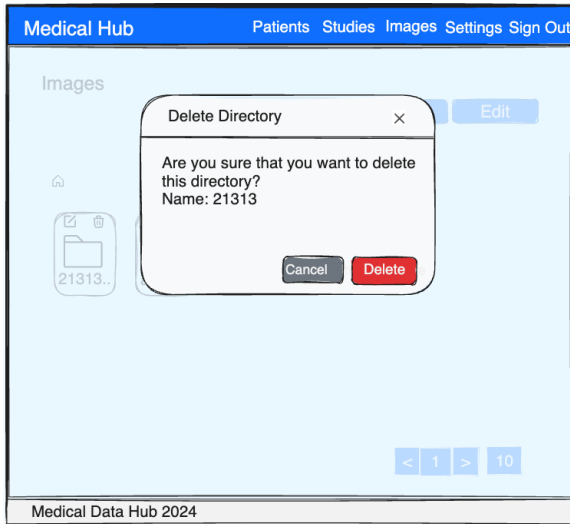 Medical Hub Patients Studies Images Settings Sign Out
Images
Edit
Delete Directory ×
Are you sure that you want to delete
this directory?
Name: 21313
Cancel Delete
21313..
< 1 > 10
Medical Data Hub 2024